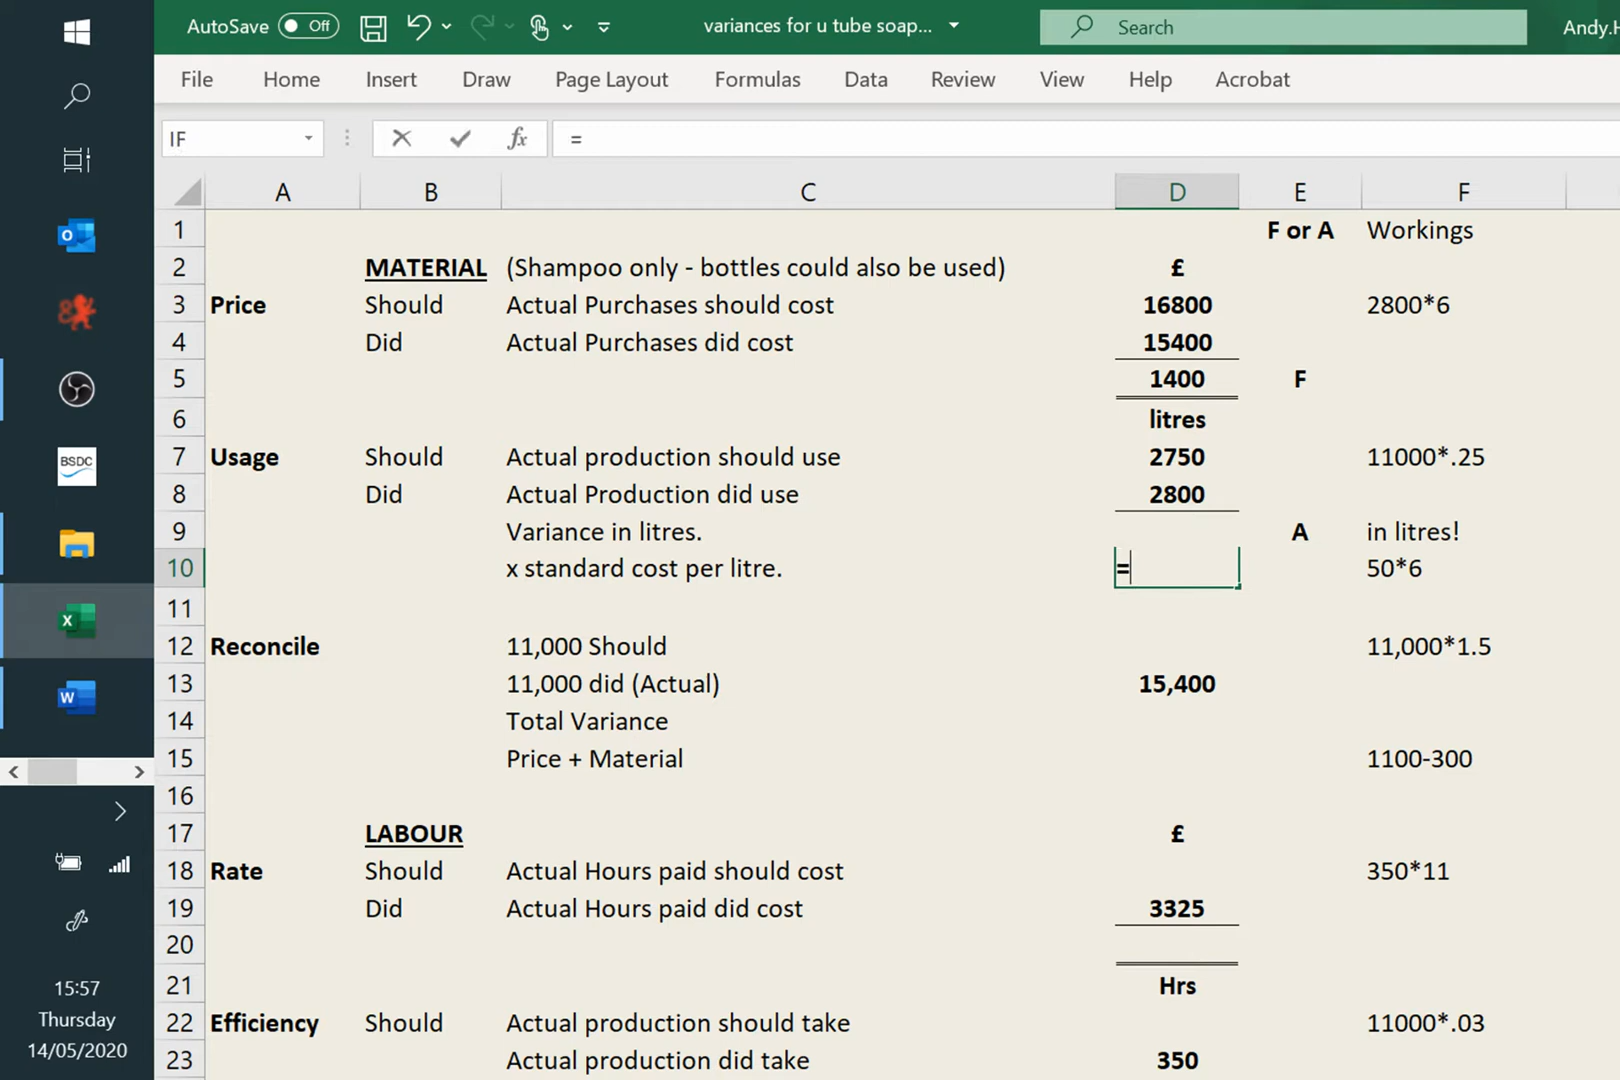 AutoSave Off variances for u tube soap... Search Andy.H
File Home Insert Draw Page Layout Formulas Data Review View Help Acrobat
IF fx =
A B C D E F
1 F or A Workings
2 MATERIAL (Shampoo only - bottles could also be used) £
3 Price Should Actual Purchases should cost 16800 2800*6
4 Did Actual Purchases did cost 15400
5 1400 F
6 litres
7 Usage Should Actual production should use 2750 11000*.25
8 Did Actual Production did use 2800
9 Variance in litres. A in litres!
10 x standard cost per litre. = 50*6
11
12 Reconcile 11,000 Should 11,000*1.5
13 11,000 did (Actual) 15,400
14 Total Variance
15 Price + Material 1100-300
16
17 LABOUR £
18 Rate Should Actual Hours paid should cost 350*11
19 Did Actual Hours paid did cost 3325
20
21 Hrs
22 Efficiency Should Actual production should take 11000*.03
23 Actual production did take 350
BSDC
15:57
Thursday
14/05/2020